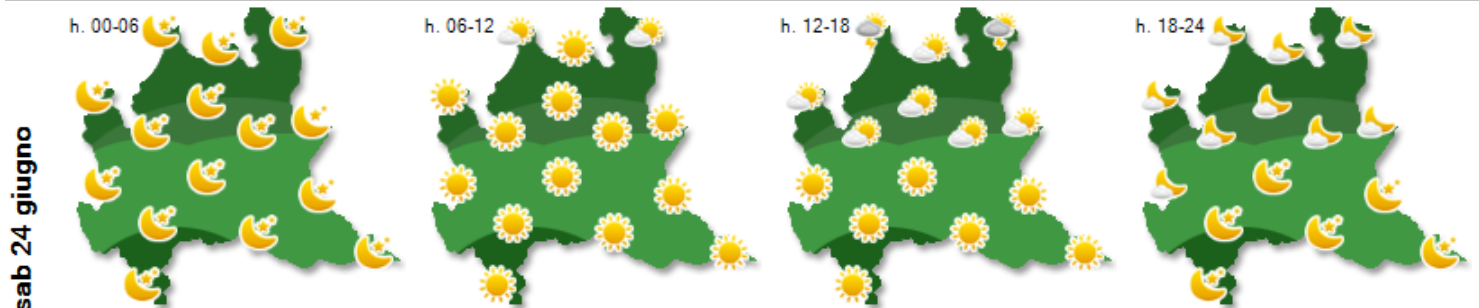 sab 24 giugno
h. 00-06
h. 06-12
h. 12-18
h. 18-24